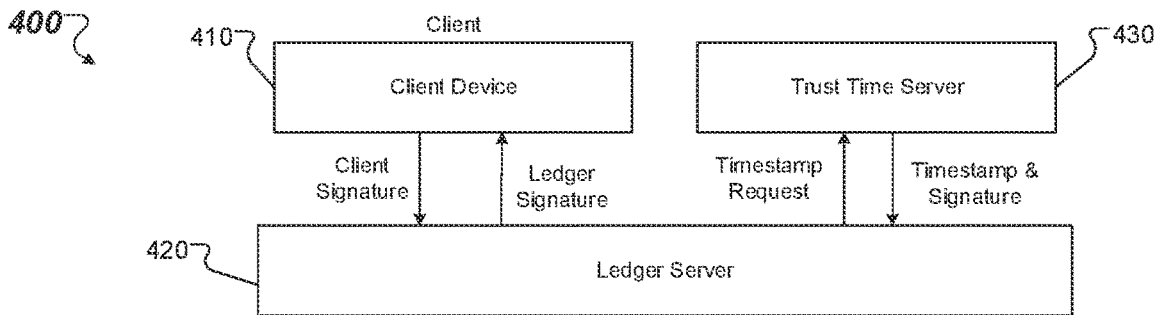 400
Client
410
430
Client Device
Trust Time Server
Client
Signature
Ledger
Signature
Timestamp
Request
Timestamp &
Signature
420
Ledger Server